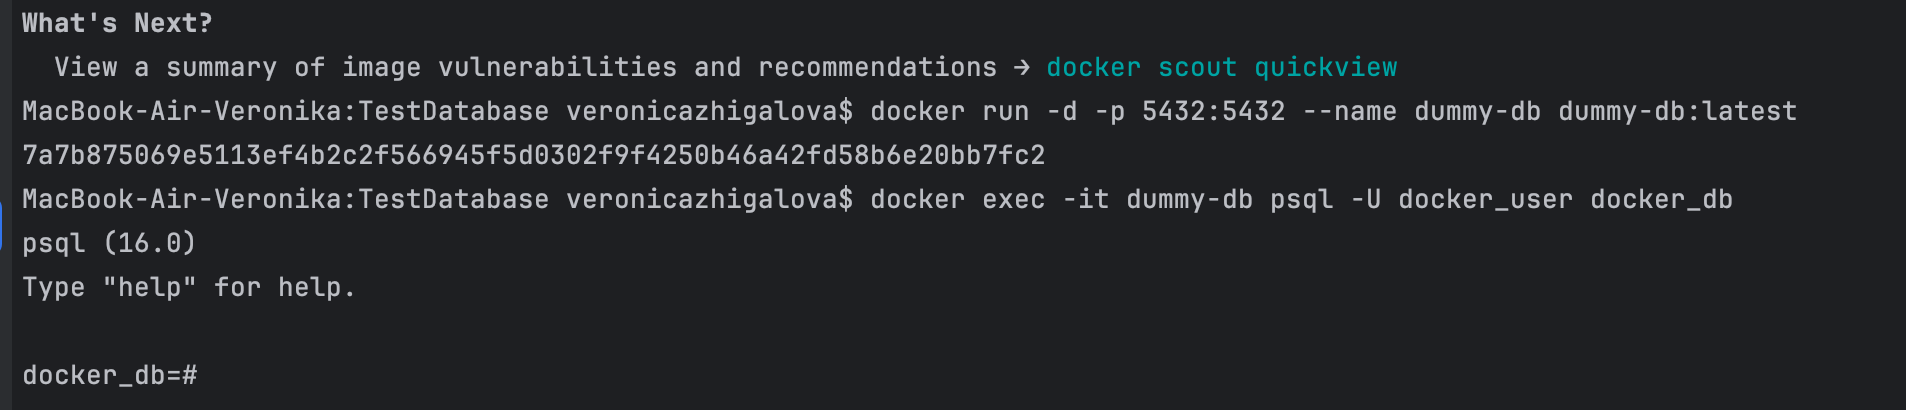 What's Next?
View a summary of image vulnerabilities and recommendations → docker scout quickview
MacBook-Air-Veronika:TestDatabase veronicazhigalova$ docker run -d -p 5432:5432 --name dummy-db dummy-db:latest
7a7b875069e5113ef4b2c2f566945f5d0302f9f4250b46a42fd58b6e20bb7fc2
MacBook-Air-Veronika:TestDatabase veronicazhigalova$ docker exec -it dummy-db psql -U docker_user docker_db
psql (16.0)
Type "help" for help.
docker_db=#